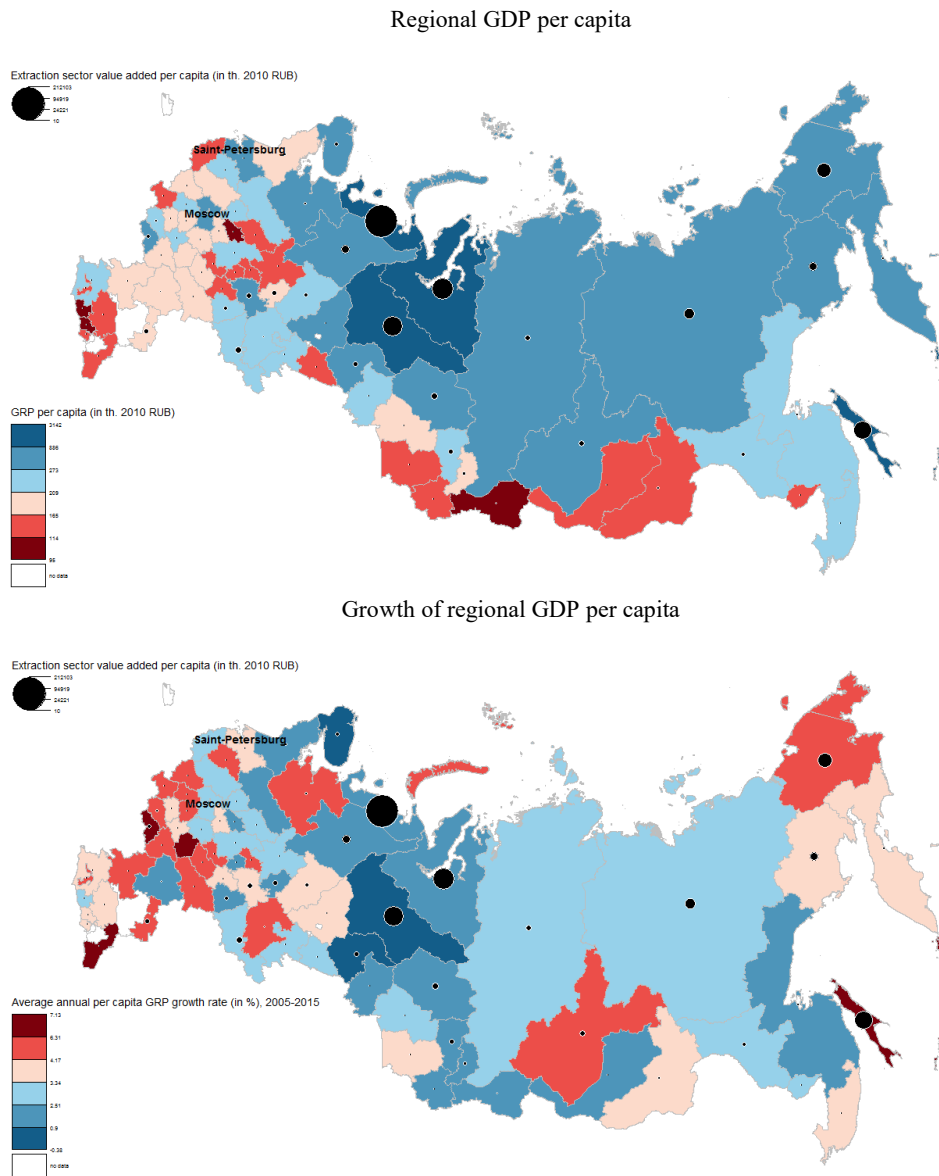 Regional GDP per capita
Extraction sector value added per capita (in th. 2010 RUB)
212103
94919
24221
10
Saint-Petersburg
Moscow
GRP per capita (in th. 2010 RUB)
3142
273
209
165
114
95
no data
Growth of regional GDP per capita
Extraction sector value added per capita (in th. 2010 RUB)
212103
94919
24221
10
Saint-Petersburg
Moscow
Average annual per capita GRP growth rate (in %), 2005-2015
7.13
6.31
4.17
3.34
2.51
0.9
-0.38
no data